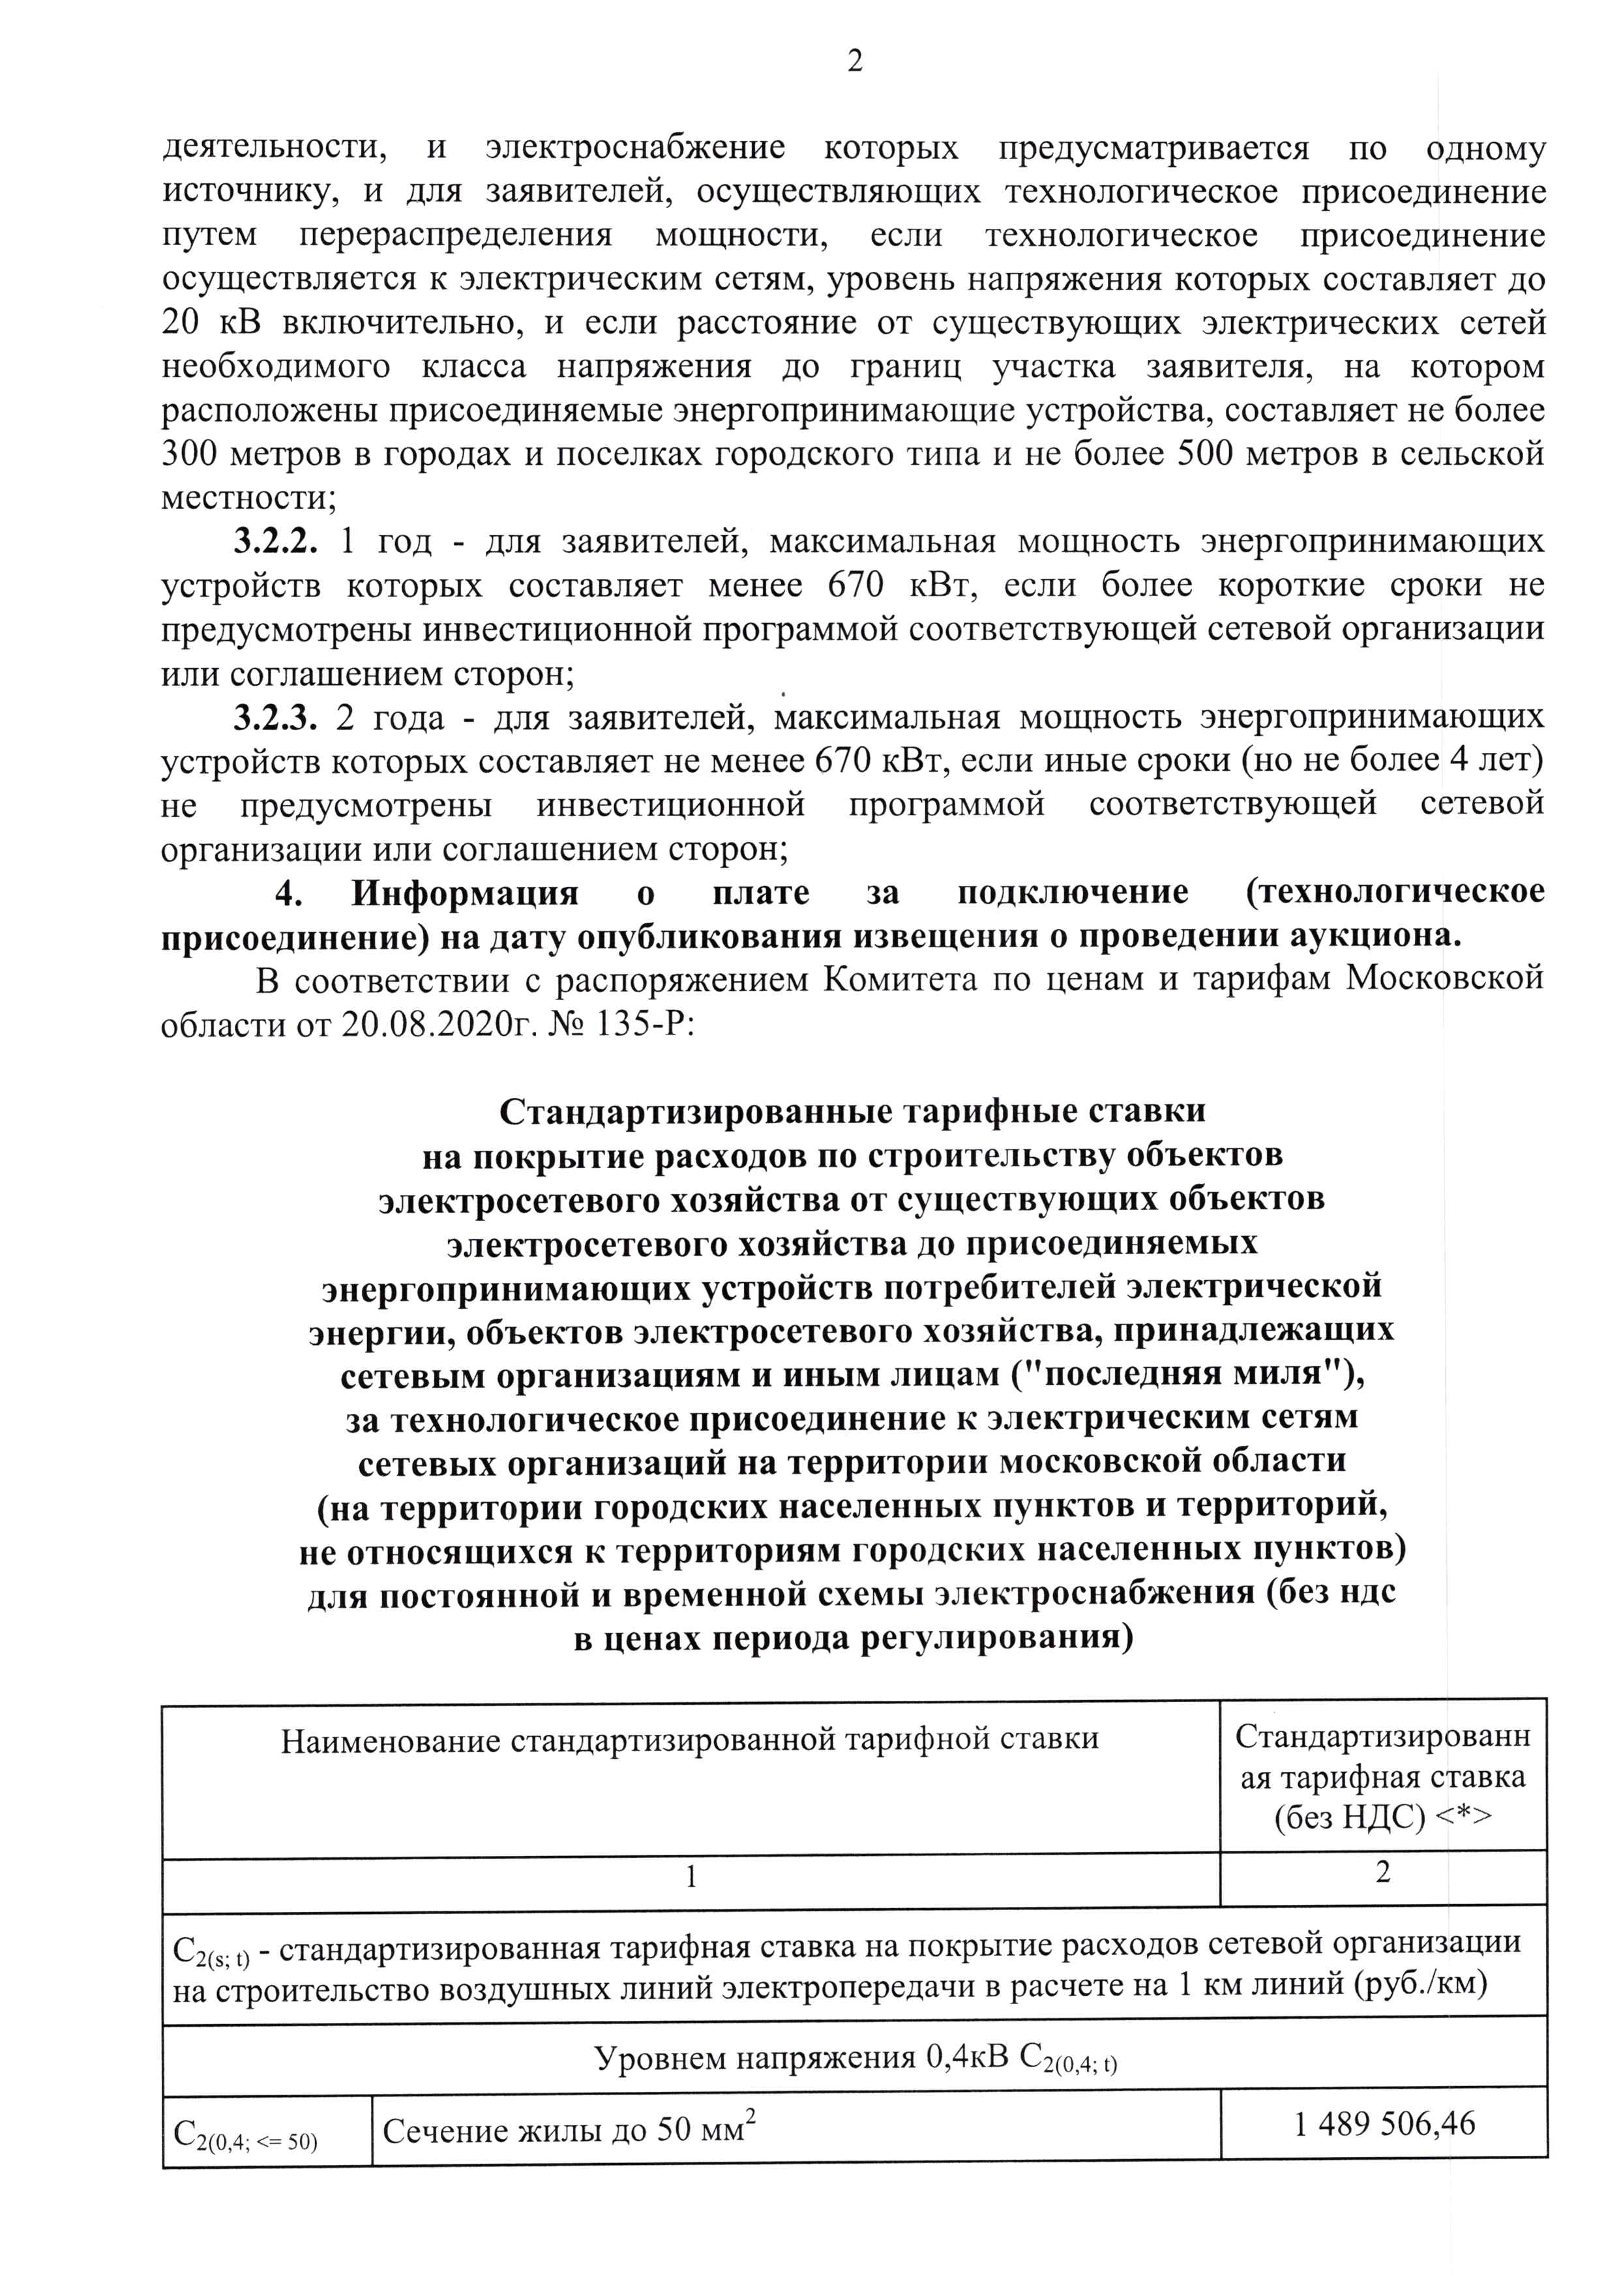 2
деятельности, и электроснабжение которых предусматривается по одному
источнику, и для заявителей, осуществляющих технологическое присоединение
путем перераспределения мощности, если технологическое присоединение
осуществляется к электрическим сетям, уровень напряжения которых составляет до
20 кВ включительно, и если расстояние от существующих электрических сетей
необходимого класса напряжения до границ участка заявителя, на котором
расположены присоединяемые энергопринимающие устройства, составляет не более
300 метров в городах и поселках городского типа и не более 500 метров в сельской
местности;
3.2.2. 1 год - для заявителей, максимальная мощность энергопринимающих
устройств которых составляет менее 670 кВт, если более короткие сроки не
предусмотрены инвестиционной программой соответствующей сетевой организации
или соглашением сторон;
3.2.3. 2 года - для заявителей, максимальная мощность энергопринимающих
устройств которых составляет не менее 670 кВт, если иные сроки (но не более 4 лет)
не предусмотрены инвестиционной программой соответствующей сетевой
организации или соглашением сторон;
4. Информация о плате за подключение (технологическое
присоединение) на дату опубликования извещения о проведении аукциона.
В соответствии с распоряжением Комитета по ценам и тарифам Московской
области от 20.08.2020г. № 135-Р:
Стандартизированные тарифные ставки
на покрытие расходов по строительству объектов
электросетевого хозяйства от существующих объектов
электросетевого хозяйства до присоединяемых
энергопринимающих устройств потребителей электрической
энергии, объектов электросетевого хозяйства, принадлежащих
сетевым организациям и иным лицам ("последняя миля"),
за технологическое присоединение к электрическим сетям
сетевых организаций на территории московской области
(на территории городских населенных пунктов и территорий,
не относящихся к территориям городских населенных пунктов)
для постоянной и временной схемы электроснабжения (без ндс
в ценах периода регулирования)
Наименование стандартизированной тарифной ставки
Стандартизированн
ая тарифная ставка
(без НДС) <*>
1
2
С2(s; t) - стандартизированная тарифная ставка на покрытие расходов сетевой организации
на строительство воздушных линий электропередачи в расчете на 1 км линий (руб./км)
Уровнем напряжения 0,4кВ С2(0,4; t)
С2(0,4; <= 50)
Сечение жилы до 50 мм²
1 489 506,46